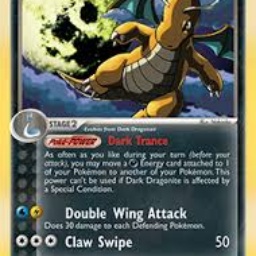 STAGE 2
Evolves from Dark Dragonair
POKé-POWER Dark Trance
As often as you like during your turn (before your
attack), you may move a Energy card attached to 1
of your Pokémon to another of your Pokémon. This
power can't be used if Dark Dragonite is affected by
a Special Condition.
Double Wing Attack
Does 30 damage to each Defending Pokémon.
Claw Swipe 50